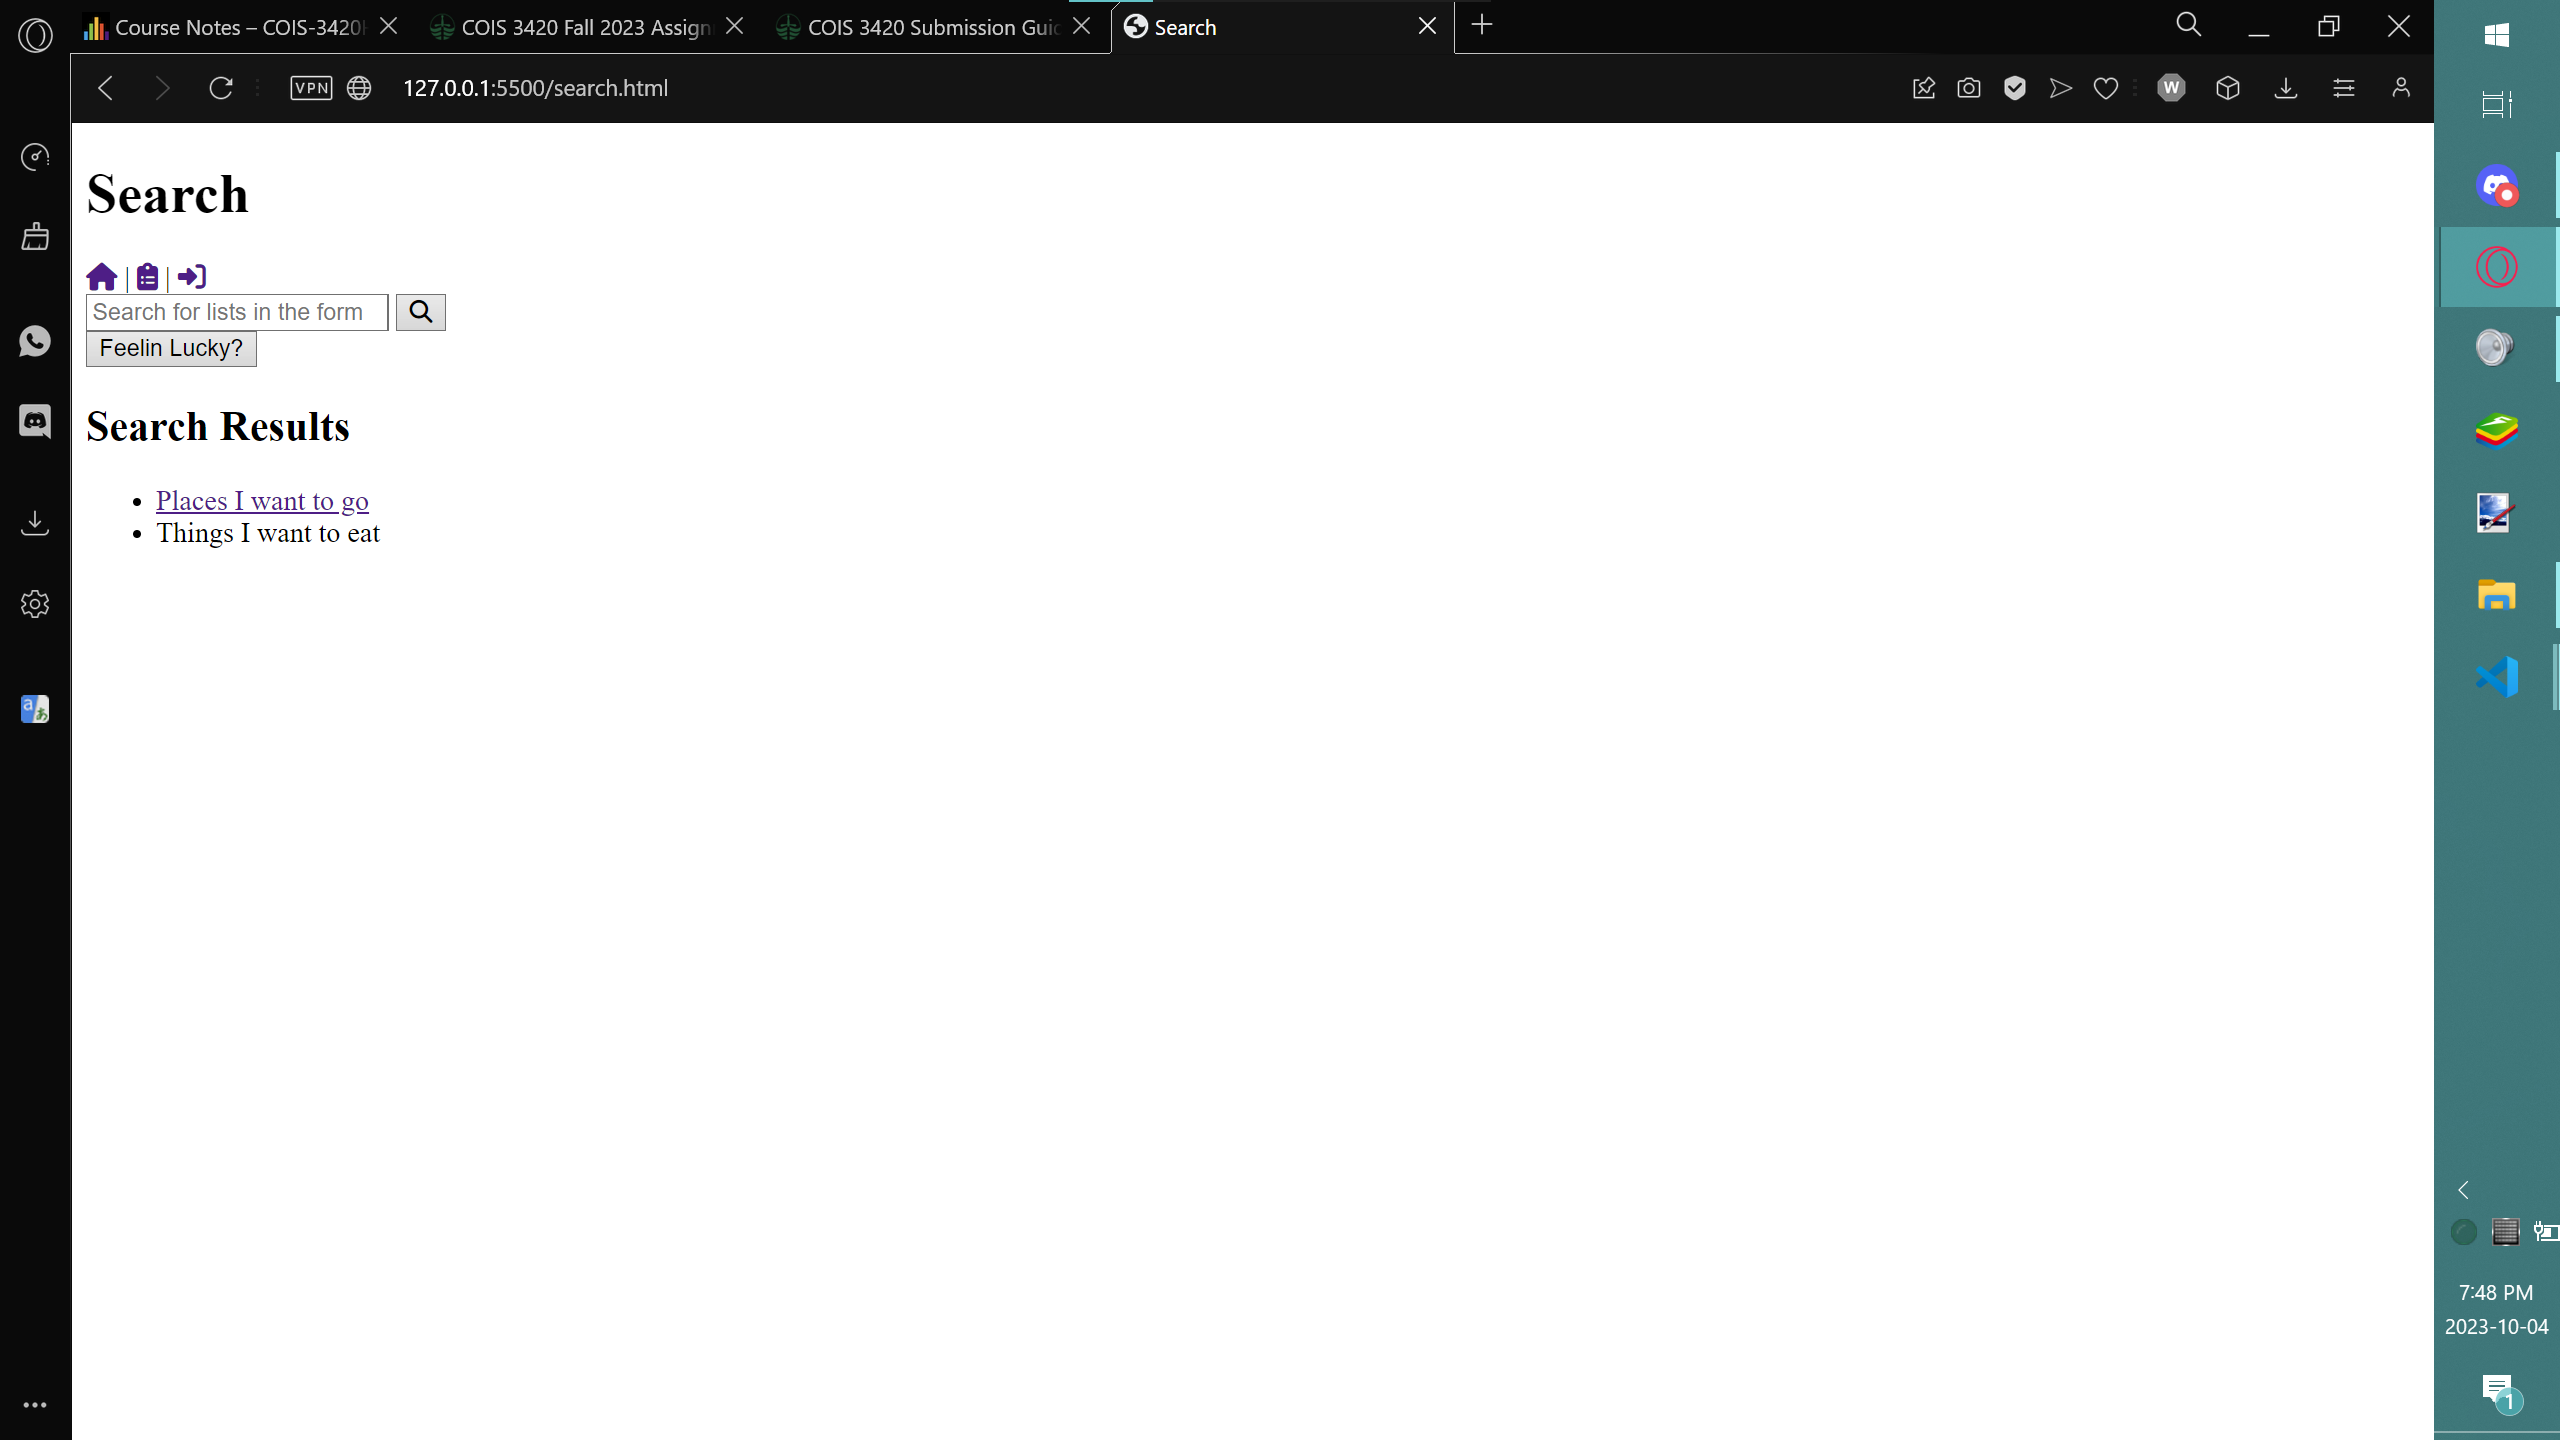 Course Notes – COIS-3420H
COIS 3420 Fall 2023 Assign
COIS 3420 Submission Guid
Search
VPN
127.0.0.1:5500/search.html
W
Search
| |
Search for lists in the form
Feelin Lucky?
Search Results
Places I want to go
Things I want to eat
7:48 PM
2023-10-04
1